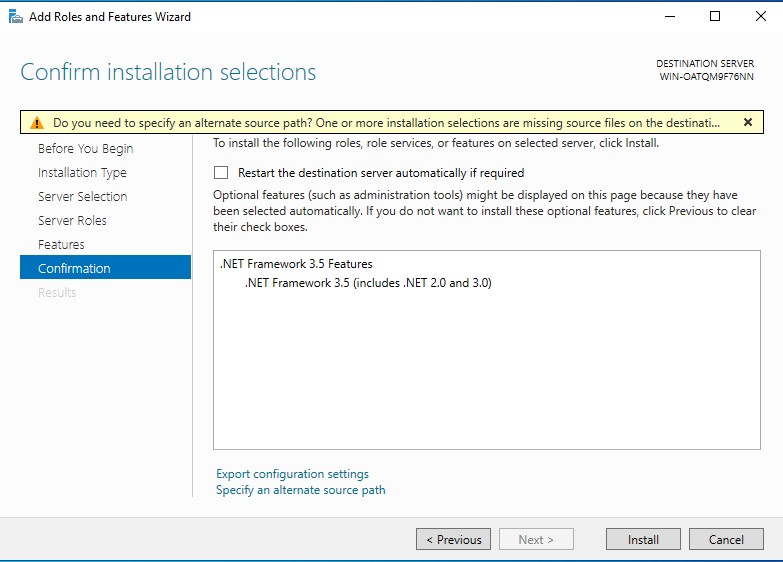 Add Roles and Features Wizard
Confirm installation selections
DESTINATION SERVER
WIN-OATQM9F76NN
Do you need to specify an alternate source path? One or more installation selections are missing source files on the destinati...
Before You Begin
Installation Type
Server Selection
Server Roles
Features
Confirmation
Results
To install the following roles, role services, or features on selected server, click Install.
Restart the destination server automatically if required
Optional features (such as administration tools) might be displayed on this page because they have
been selected automatically. If you do not want to install these optional features, click Previous to clear
their check boxes.
.NET Framework 3.5 Features
.NET Framework 3.5 (includes .NET 2.0 and 3.0)
Export configuration settings
Specify an alternate source path
< Previous
Next >
Install
Cancel